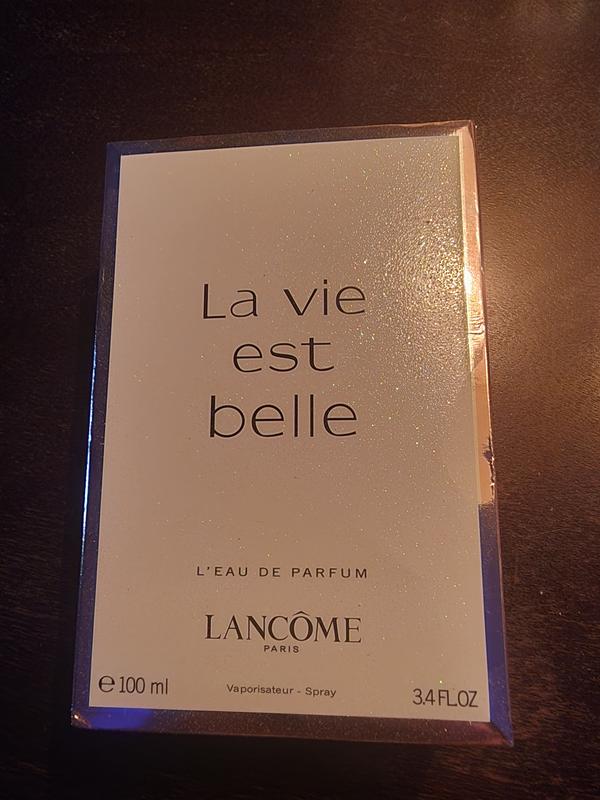 La vie
est
belle
L'EAU DE PARFUM
LANCÔME
PARIS
℮ 100 ml
Vaporisateur - Spray
3.4 FL.OZ